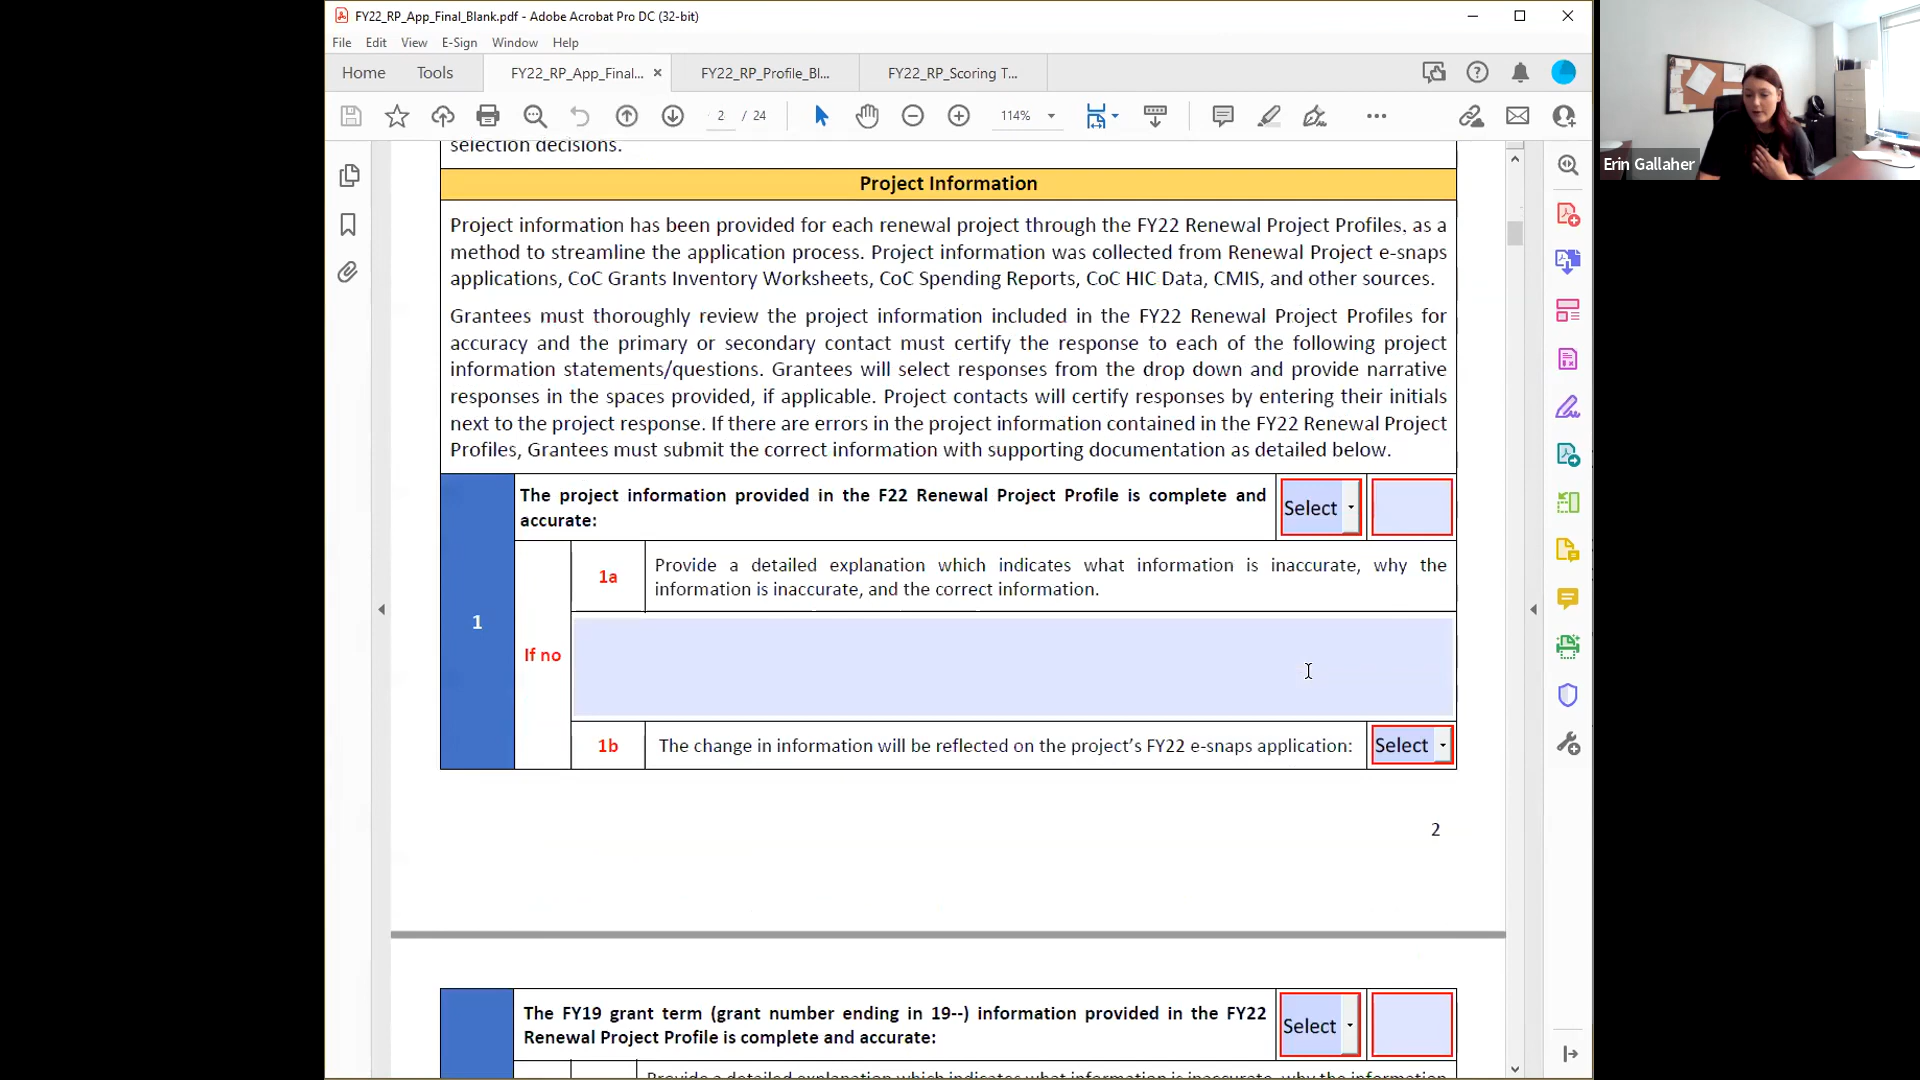 FY22_RP_App_Final_Blank.pdf - Adobe Acrobat Pro DC (32-bit)
File Edit View E-Sign Window Help
Home Tools FY22_RP_App_Final... × FY22_RP_Profile_Bl... FY22_RP_Scoring T...
2 / 24 114%
selection decisions.
Project Information
Project information has been provided for each renewal project through the FY22 Renewal Project Profiles, as a
method to streamline the application process. Project information was collected from Renewal Project e-snaps
applications, CoC Grants Inventory Worksheets, CoC Spending Reports, CoC HIC Data, CMIS, and other sources.
Grantees must thoroughly review the project information included in the FY22 Renewal Project Profiles for
accuracy and the primary or secondary contact must certify the response to each of the following project
information statements/questions. Grantees will select responses from the drop down and provide narrative
responses in the spaces provided, if applicable. Project contacts will certify responses by entering their initials
next to the project response. If there are errors in the project information contained in the FY22 Renewal Project
Profiles, Grantees must submit the correct information with supporting documentation as detailed below.
1
The project information provided in the F22 Renewal Project Profile is complete and
accurate:
Select
If no
1a
Provide a detailed explanation which indicates what information is inaccurate, why the
information is inaccurate, and the correct information.
1b
The change in information will be reflected on the project's FY22 e-snaps application:
Select
2
The FY19 grant term (grant number ending in 19--) information provided in the FY22
Renewal Project Profile is complete and accurate:
Select
Provide a detailed explanation which indicates what information is inaccurate, why the information
Erin Gallaher